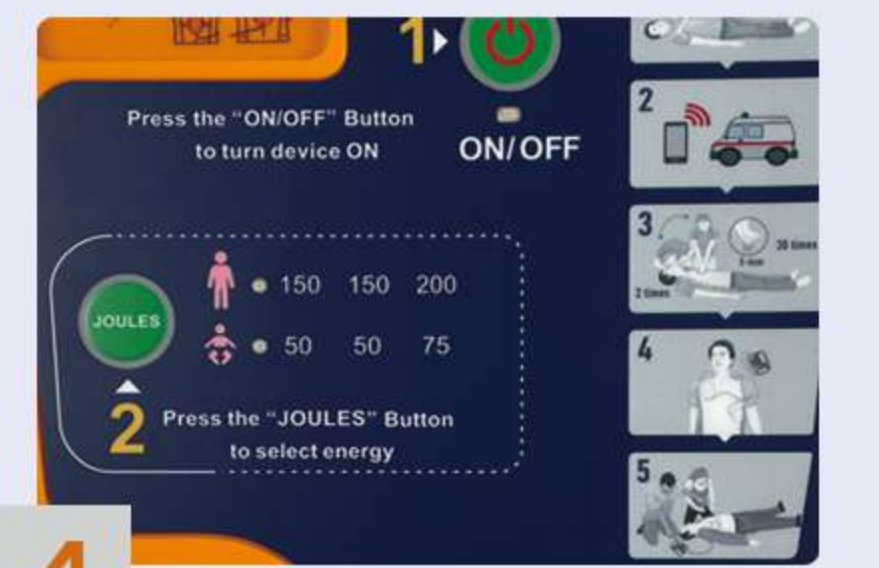 1
Press the "ON/OFF" Button
to turn device ON
ON/OFF
JOULES
150 150 200
50 50 75
2
Press the "JOULES" Button
to select energy
2
3
30 times
2 times
4
5
4